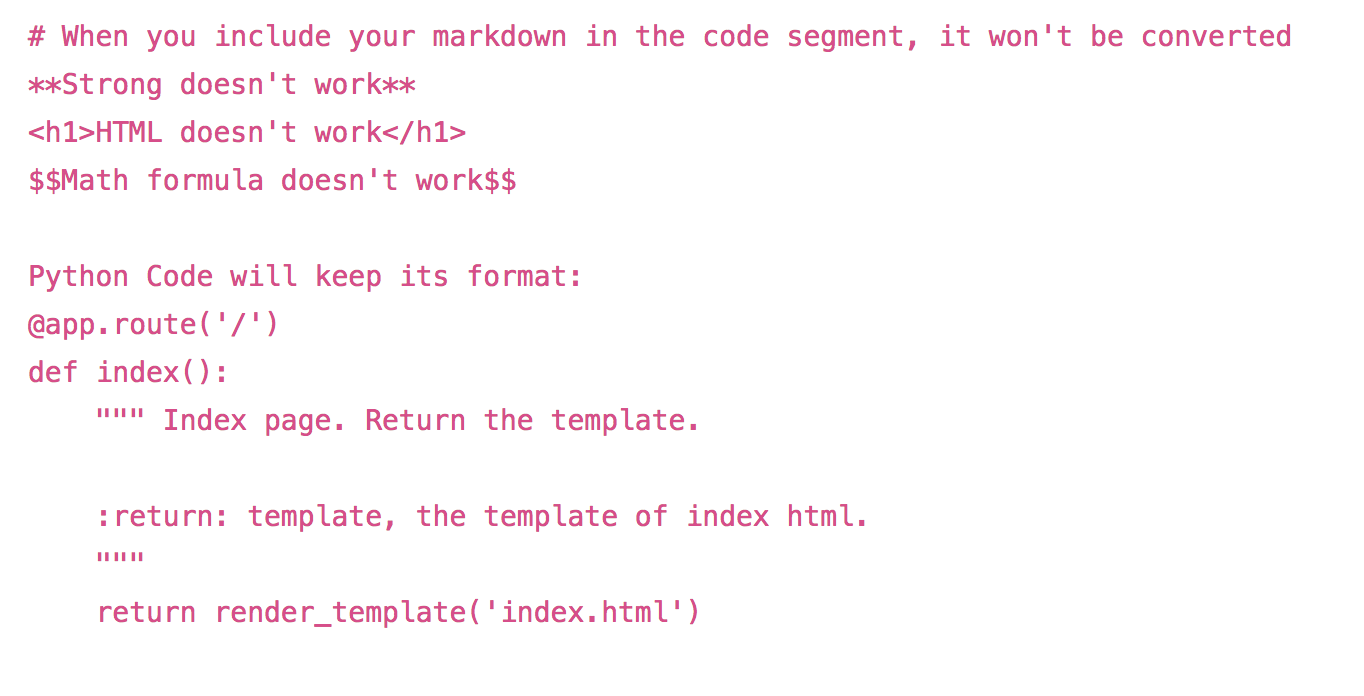 # When you include your markdown in the code segment, it won't be converted
**Strong doesn't work**
<h1>HTML doesn't work</h1>
$$Math formula doesn't work$$

Python Code will keep its format:
@app.route('/')
def index():
    """ Index page. Return the template.

    :return: template, the template of index html.
    """
    return render_template('index.html')